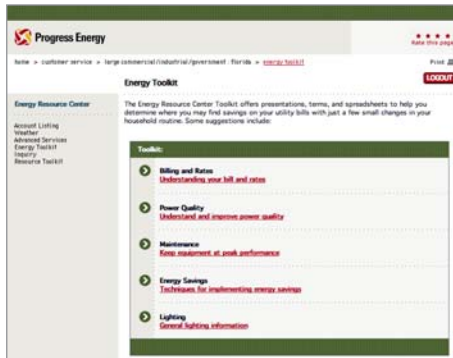 Progress Energy
Rate this page
home > customer service > large commercial/industrial/government florida > energy toolkit
Print
Energy Toolkit
LOGOUT
Energy Resource Center
The Energy Resource Center Toolkit offers presentations, terms, and spreadsheets to help you
determine where you may find savings on your utility bills with just a few small changes in your
household routine. Some suggestions include:
Account Listing
Weather
Advanced Services
Energy Toolkit
Inquiry
Resource Toolkit
Toolkit:
Billing and Rates
Understanding your bill and rates
Power Quality
Understand and improve power quality
Maintenance
Keep equipment at peak performance
Energy Savings
Techniques for implementing energy savings
Lighting
General lighting information